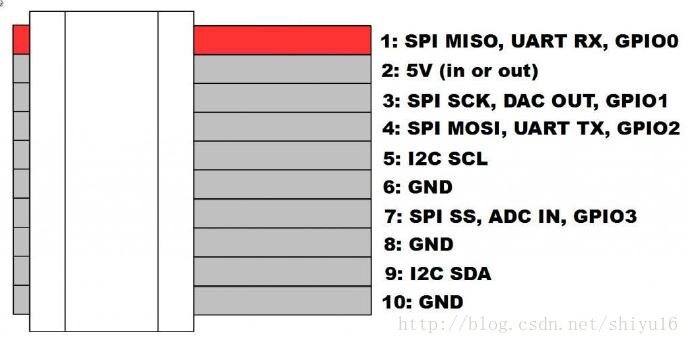 1: SPI MISO, UART RX, GPIO0
2: 5V (in or out)
3: SPI SCK, DAC OUT, GPIO1
4: SPI MOSI, UART TX, GPIO2
5: I2C SCL
6: GND
7: SPI SS, ADC IN, GPIO3
8: GND
9: I2C SDA
10: GND
http://blog.csdn.net/shiyu16